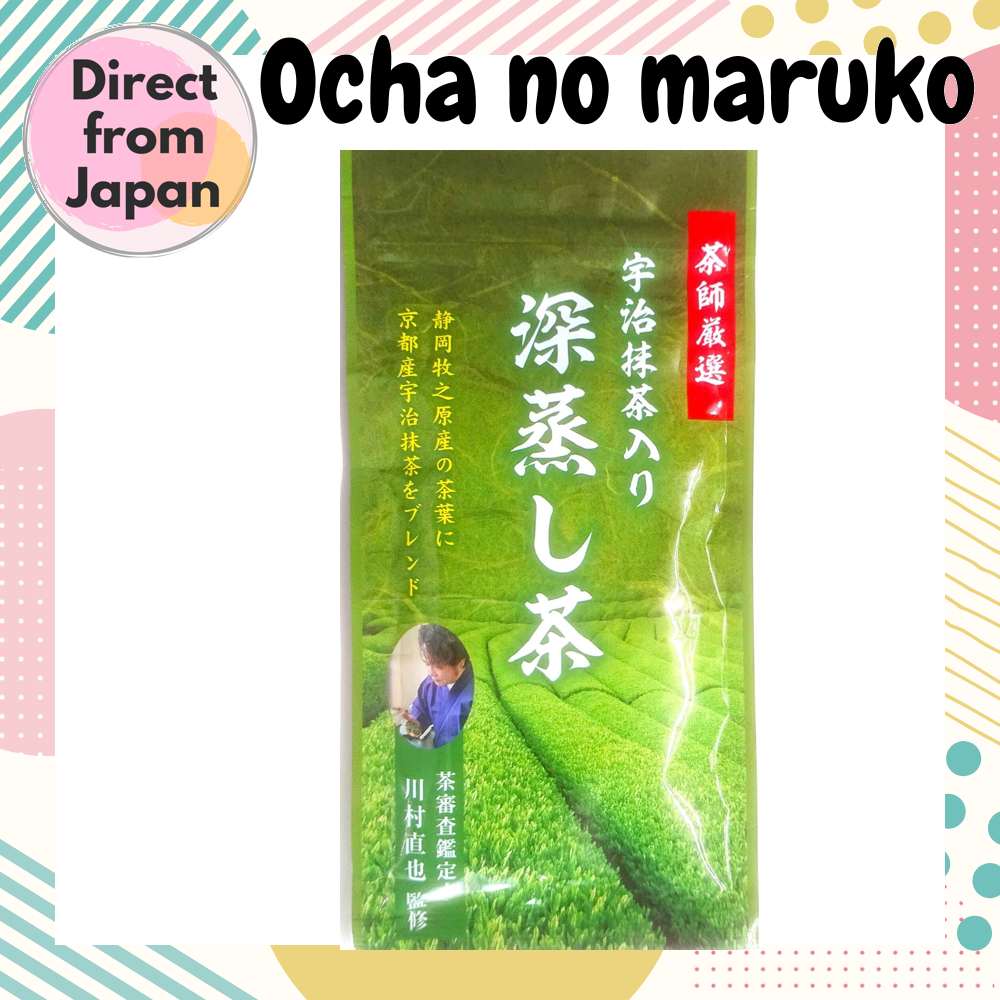 Direct
from
Japan
Ocha no maruko
茶師厳選
宇治抹茶入り
深蒸し茶
静岡牧之原産の茶葉に
京都産宇治抹茶をブレンド
茶審査鑑定
川村直也 監修